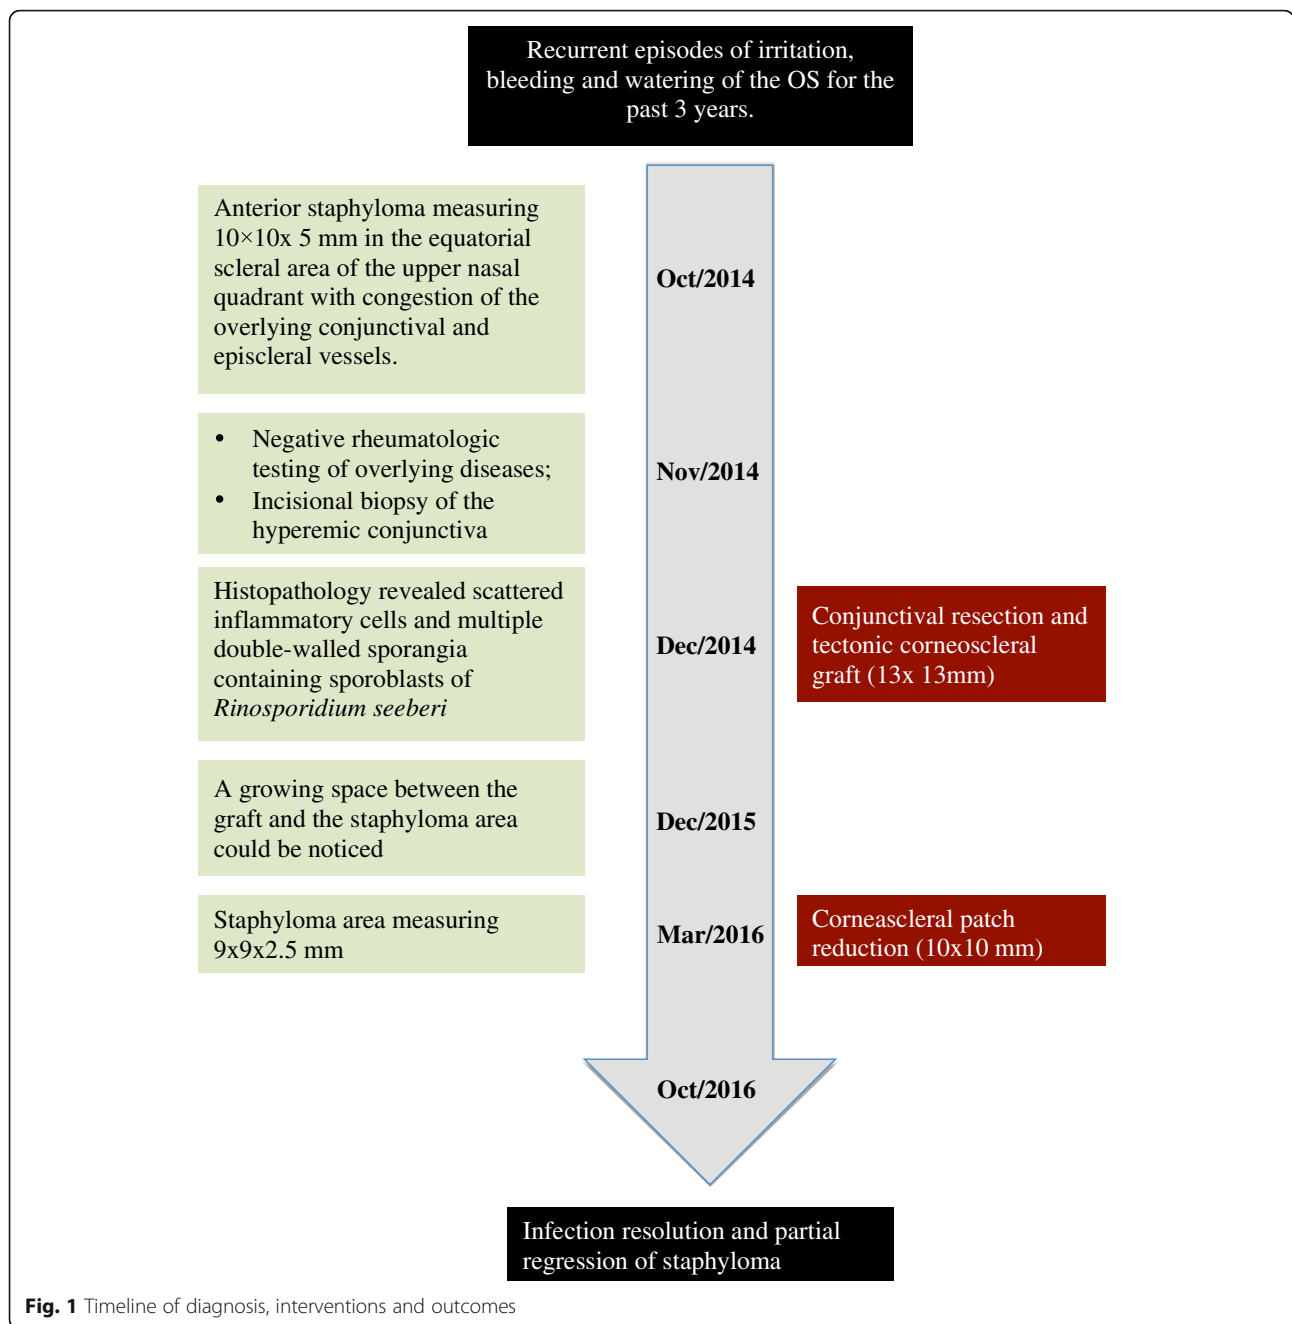 Recurrent episodes of irritation,
bleeding and watering of the OS for the
past 3 years.
Anterior staphyloma measuring
10×10x 5 mm in the equatorial
scleral area of the upper nasal
quadrant with congestion of the
overlying conjunctival and
episcleral vessels.
Oct/2014
• Negative rheumatologic
testing of overlying diseases;
• Incisional biopsy of the
hyperemic conjunctiva
Nov/2014
Histopathology revealed scattered
inflammatory cells and multiple
double-walled sporangia
containing sporoblasts of
Rinosporidium seeberi
Dec/2014
Conjunctival resection and
tectonic corneoscleral
graft (13x 13mm)
A growing space between the
graft and the staphyloma area
could be noticed
Dec/2015
Staphyloma area measuring
9x9x2.5 mm
Mar/2016
Corneascleral patch
reduction (10x10 mm)
Oct/2016
Infection resolution and partial
regression of staphyloma
Fig. 1 Timeline of diagnosis, interventions and outcomes